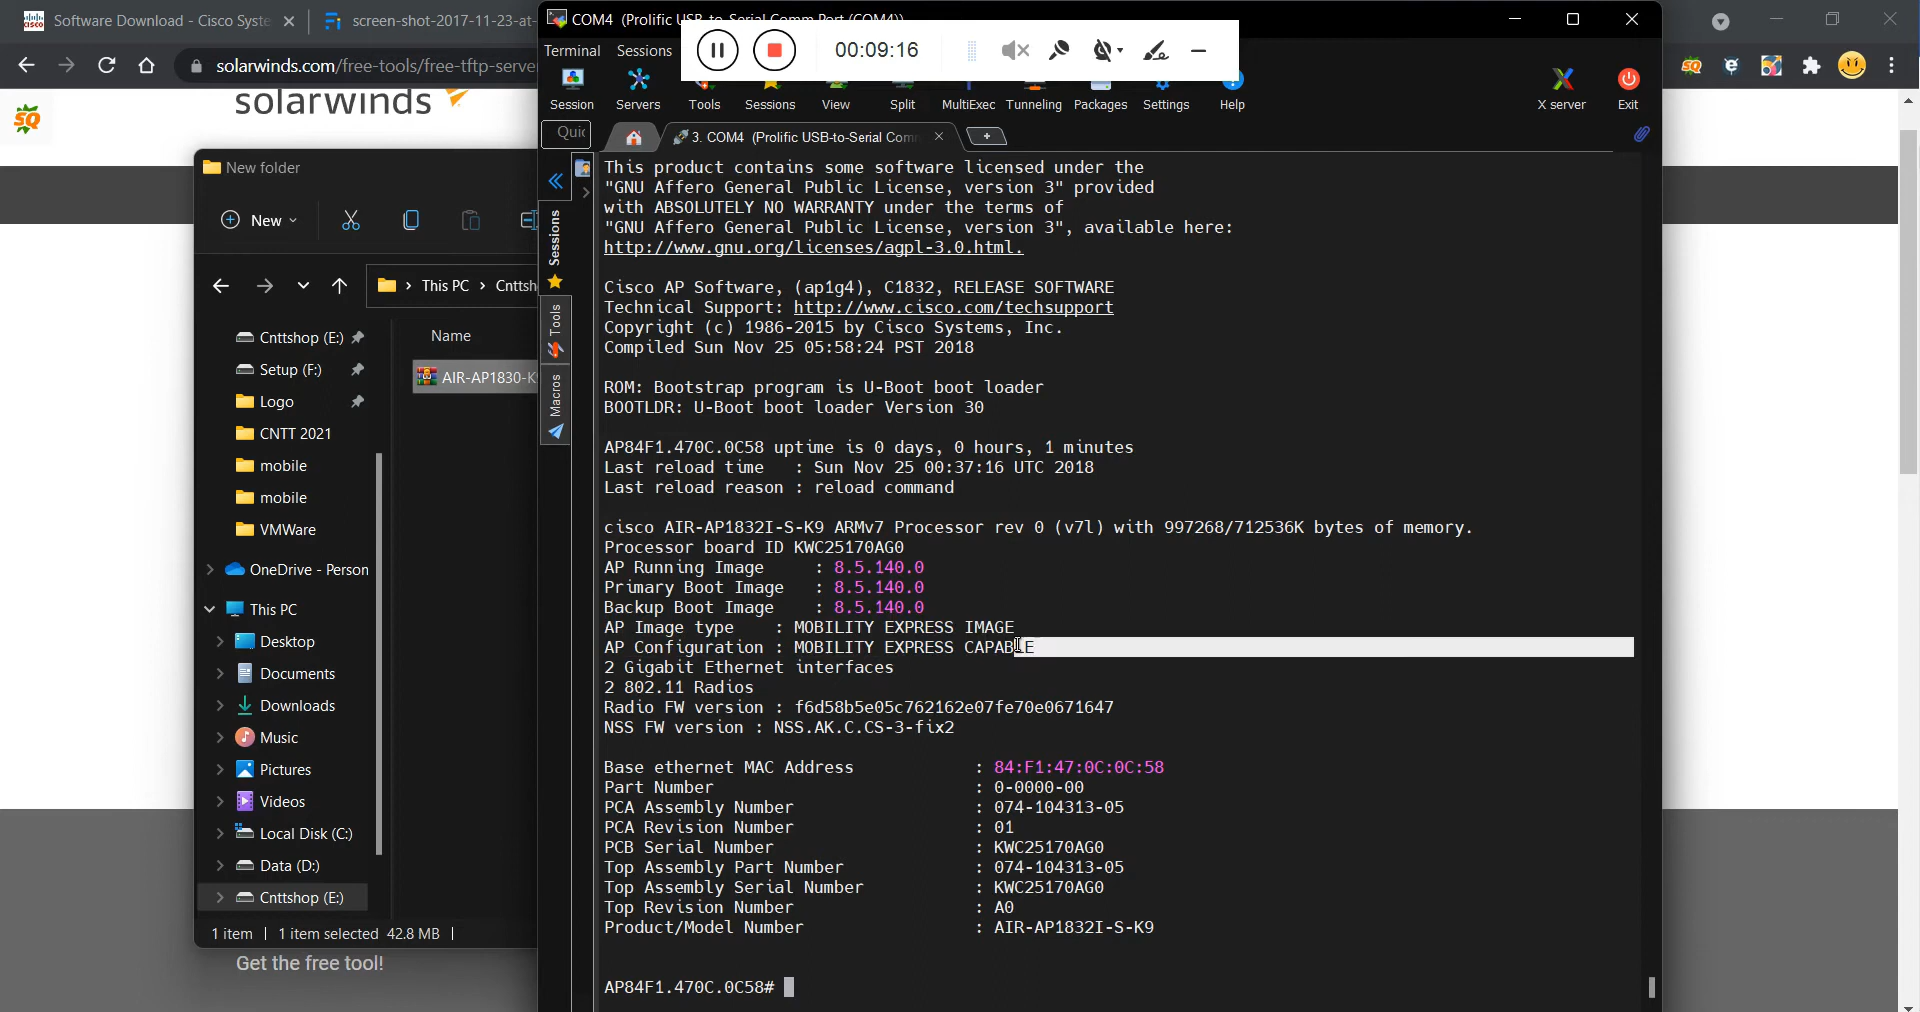 Software Download - Cisco Syste
screen-shot-2017-11-23-at-
COM4 (Prolific USB-to-Serial Comm Port (COM4))
solarwinds.com/free-tools/free-tftp-serve
Terminal Sessions
00:09:16
Session Servers Tools Sessions View Split MultiExec Tunneling Packages Settings Help
X server Exit
solarwinds
SQ
Quic
3. COM4 (Prolific USB-to-Serial Com
Sessions
Tools
Macros
New folder
New
This PC > Cnttsh
Name
AIR-AP1830-K
Cnttshop (E:)
Setup (F:)
Logo
CNTT 2021
mobile
mobile
VMWare
OneDrive - Person
This PC
Desktop
Documents
Downloads
Music
Pictures
Videos
Local Disk (C:)
Data (D:)
Cnttshop (E:)
1 item | 1 item selected 42.8 MB |
Get the free tool!
This product contains some software licensed under the
"GNU Affero General Public License, version 3" provided
with ABSOLUTELY NO WARRANTY under the terms of
"GNU Affero General Public License, version 3", available here:
http://www.gnu.org/licenses/agpl-3.0.html.
Cisco AP Software, (ap1g4), C1832, RELEASE SOFTWARE
Technical Support: http://www.cisco.com/techsupport
Copyright (c) 1986-2015 by Cisco Systems, Inc.
Compiled Sun Nov 25 05:58:24 PST 2018
ROM: Bootstrap program is U-Boot boot loader
BOOTLDR: U-Boot boot loader Version 30
AP84F1.470C.0C58 uptime is 0 days, 0 hours, 1 minutes
Last reload time : Sun Nov 25 00:37:16 UTC 2018
Last reload reason : reload command
cisco AIR-AP1832I-S-K9 ARMv7 Processor rev 0 (v7l) with 997268/712536K bytes of memory.
Processor board ID KWC25170AG0
AP Running Image : 8.5.140.0
Primary Boot Image : 8.5.140.0
Backup Boot Image : 8.5.140.0
AP Image type : MOBILITY EXPRESS IMAGE
AP Configuration : MOBILITY EXPRESS CAPABLE
2 Gigabit Ethernet interfaces
2 802.11 Radios
Radio FW version : f6d58b5e05c762162e07fe70e0671647
NSS FW version : NSS.AK.C.CS-3-fix2
Base ethernet MAC Address : 84:F1:47:0C:0C:58
Part Number : 0-0000-00
PCA Assembly Number : 074-104313-05
PCA Revision Number : 01
PCB Serial Number : KWC25170AG0
Top Assembly Part Number : 074-104313-05
Top Assembly Serial Number : KWC25170AG0
Top Revision Number : A0
Product/Model Number : AIR-AP1832I-S-K9
AP84F1.470C.0C58#